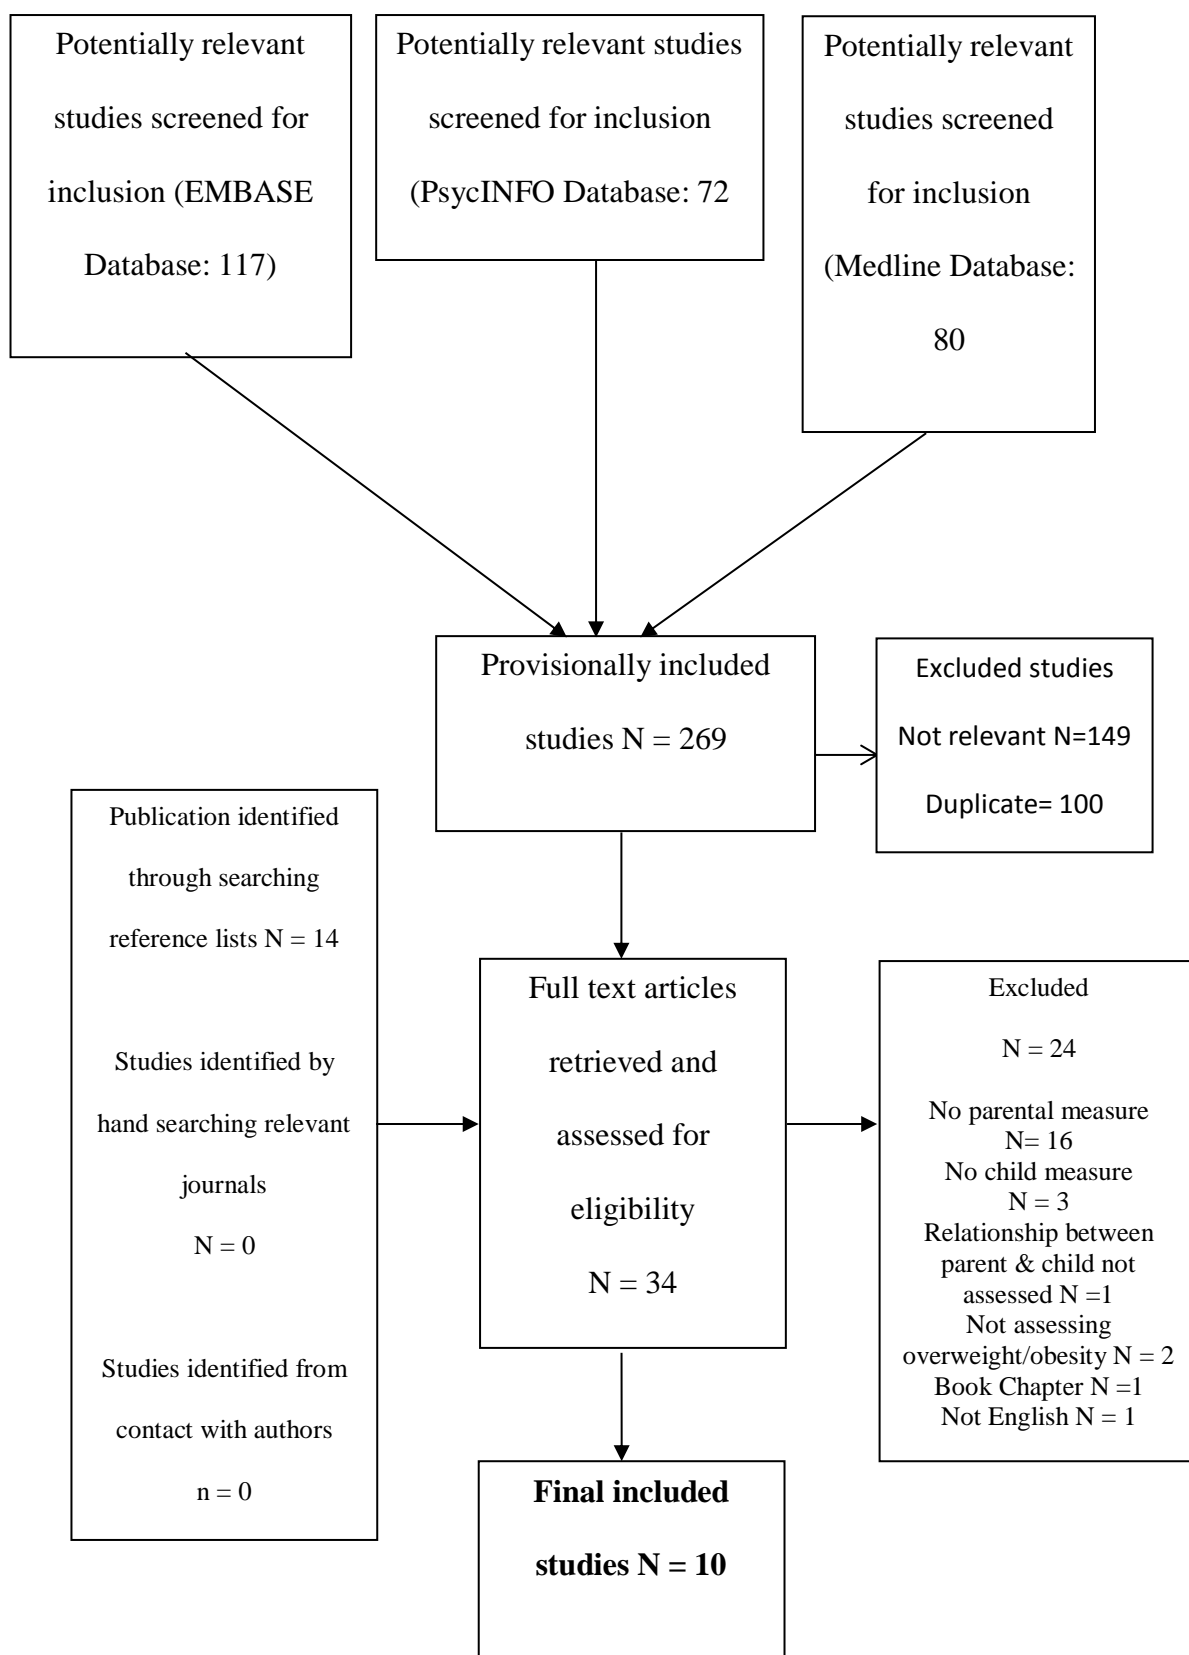 Potentially relevant
studies screened for
inclusion (EMBASE
Database: 117)
Potentially relevant studies
screened for inclusion
(PsycINFO Database: 72
Potentially relevant
studies screened
for inclusion
(Medline Database:
80
Provisionally included
studies N = 269
Excluded studies
Not relevant N=149
Duplicate= 100
Publication identified
through searching
reference lists N = 14
Studies identified by
hand searching relevant
journals
N = 0
Studies identified from
contact with authors
n = 0
Full text articles
retrieved and
assessed for
eligibility
N = 34
Excluded
N = 24
No parental measure
N= 16
No child measure
N = 3
Relationship between
parent & child not
assessed N =1
Not assessing
overweight/obesity N = 2
Book Chapter N =1
Not English N = 1
Final included
studies N = 10